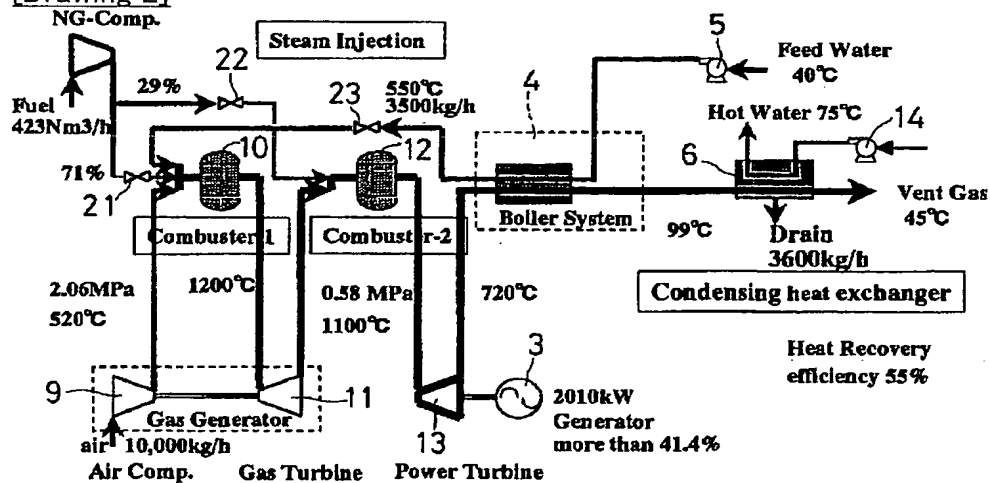 [Drawing 2]
NG-Comp.
Steam Injection
5
Feed Water
40℃
22
29%
4
23
550℃
3500kg/h
Fuel
423Nm3/h
Hot Water 75℃
14
10
12
6
71%
21
Vent Gas
45℃
Boiler System
99℃
Combuster-1
Combuster-2
Drain
3600kg/h
2.06MPa
520℃
1200℃
0.58 MPa
1100℃
720℃
Condensing heat exchanger
3
Heat Recovery
efficiency 55%
9
11
13
2010kW
Generator
more than 41.4%
Gas Generator
air 10,000kg/h
Air Comp.
Gas Turbine
Power Turbine